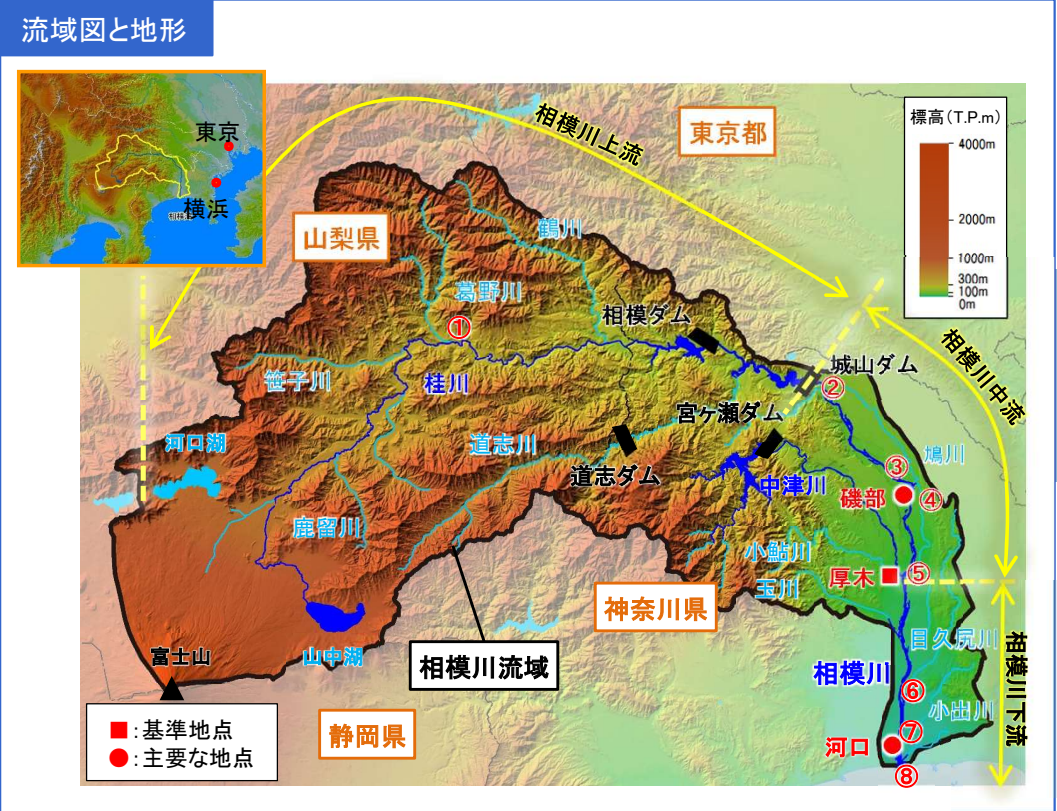 流域図と地形
東京
横浜
相模川上流
東京都
標高(T.P.m)
4000m
2000m
1000m
300m
100m
0m
山梨県
鶴川
葛野川
①
相模ダム
相模川中流
城山ダム
②
笹子川
桂川
宮ヶ瀬ダム
河口湖
道志川
道志ダム
中津川
鳩川
③
磯部
④
鹿留川
小鮎川
厚木
⑤
玉川
神奈川県
目久尻川
相模川下流
富士山
山中湖
相模川流域
相模川
⑥
小出川
静岡県
⑦
河口
⑧
■:基準地点
●:主要な地点